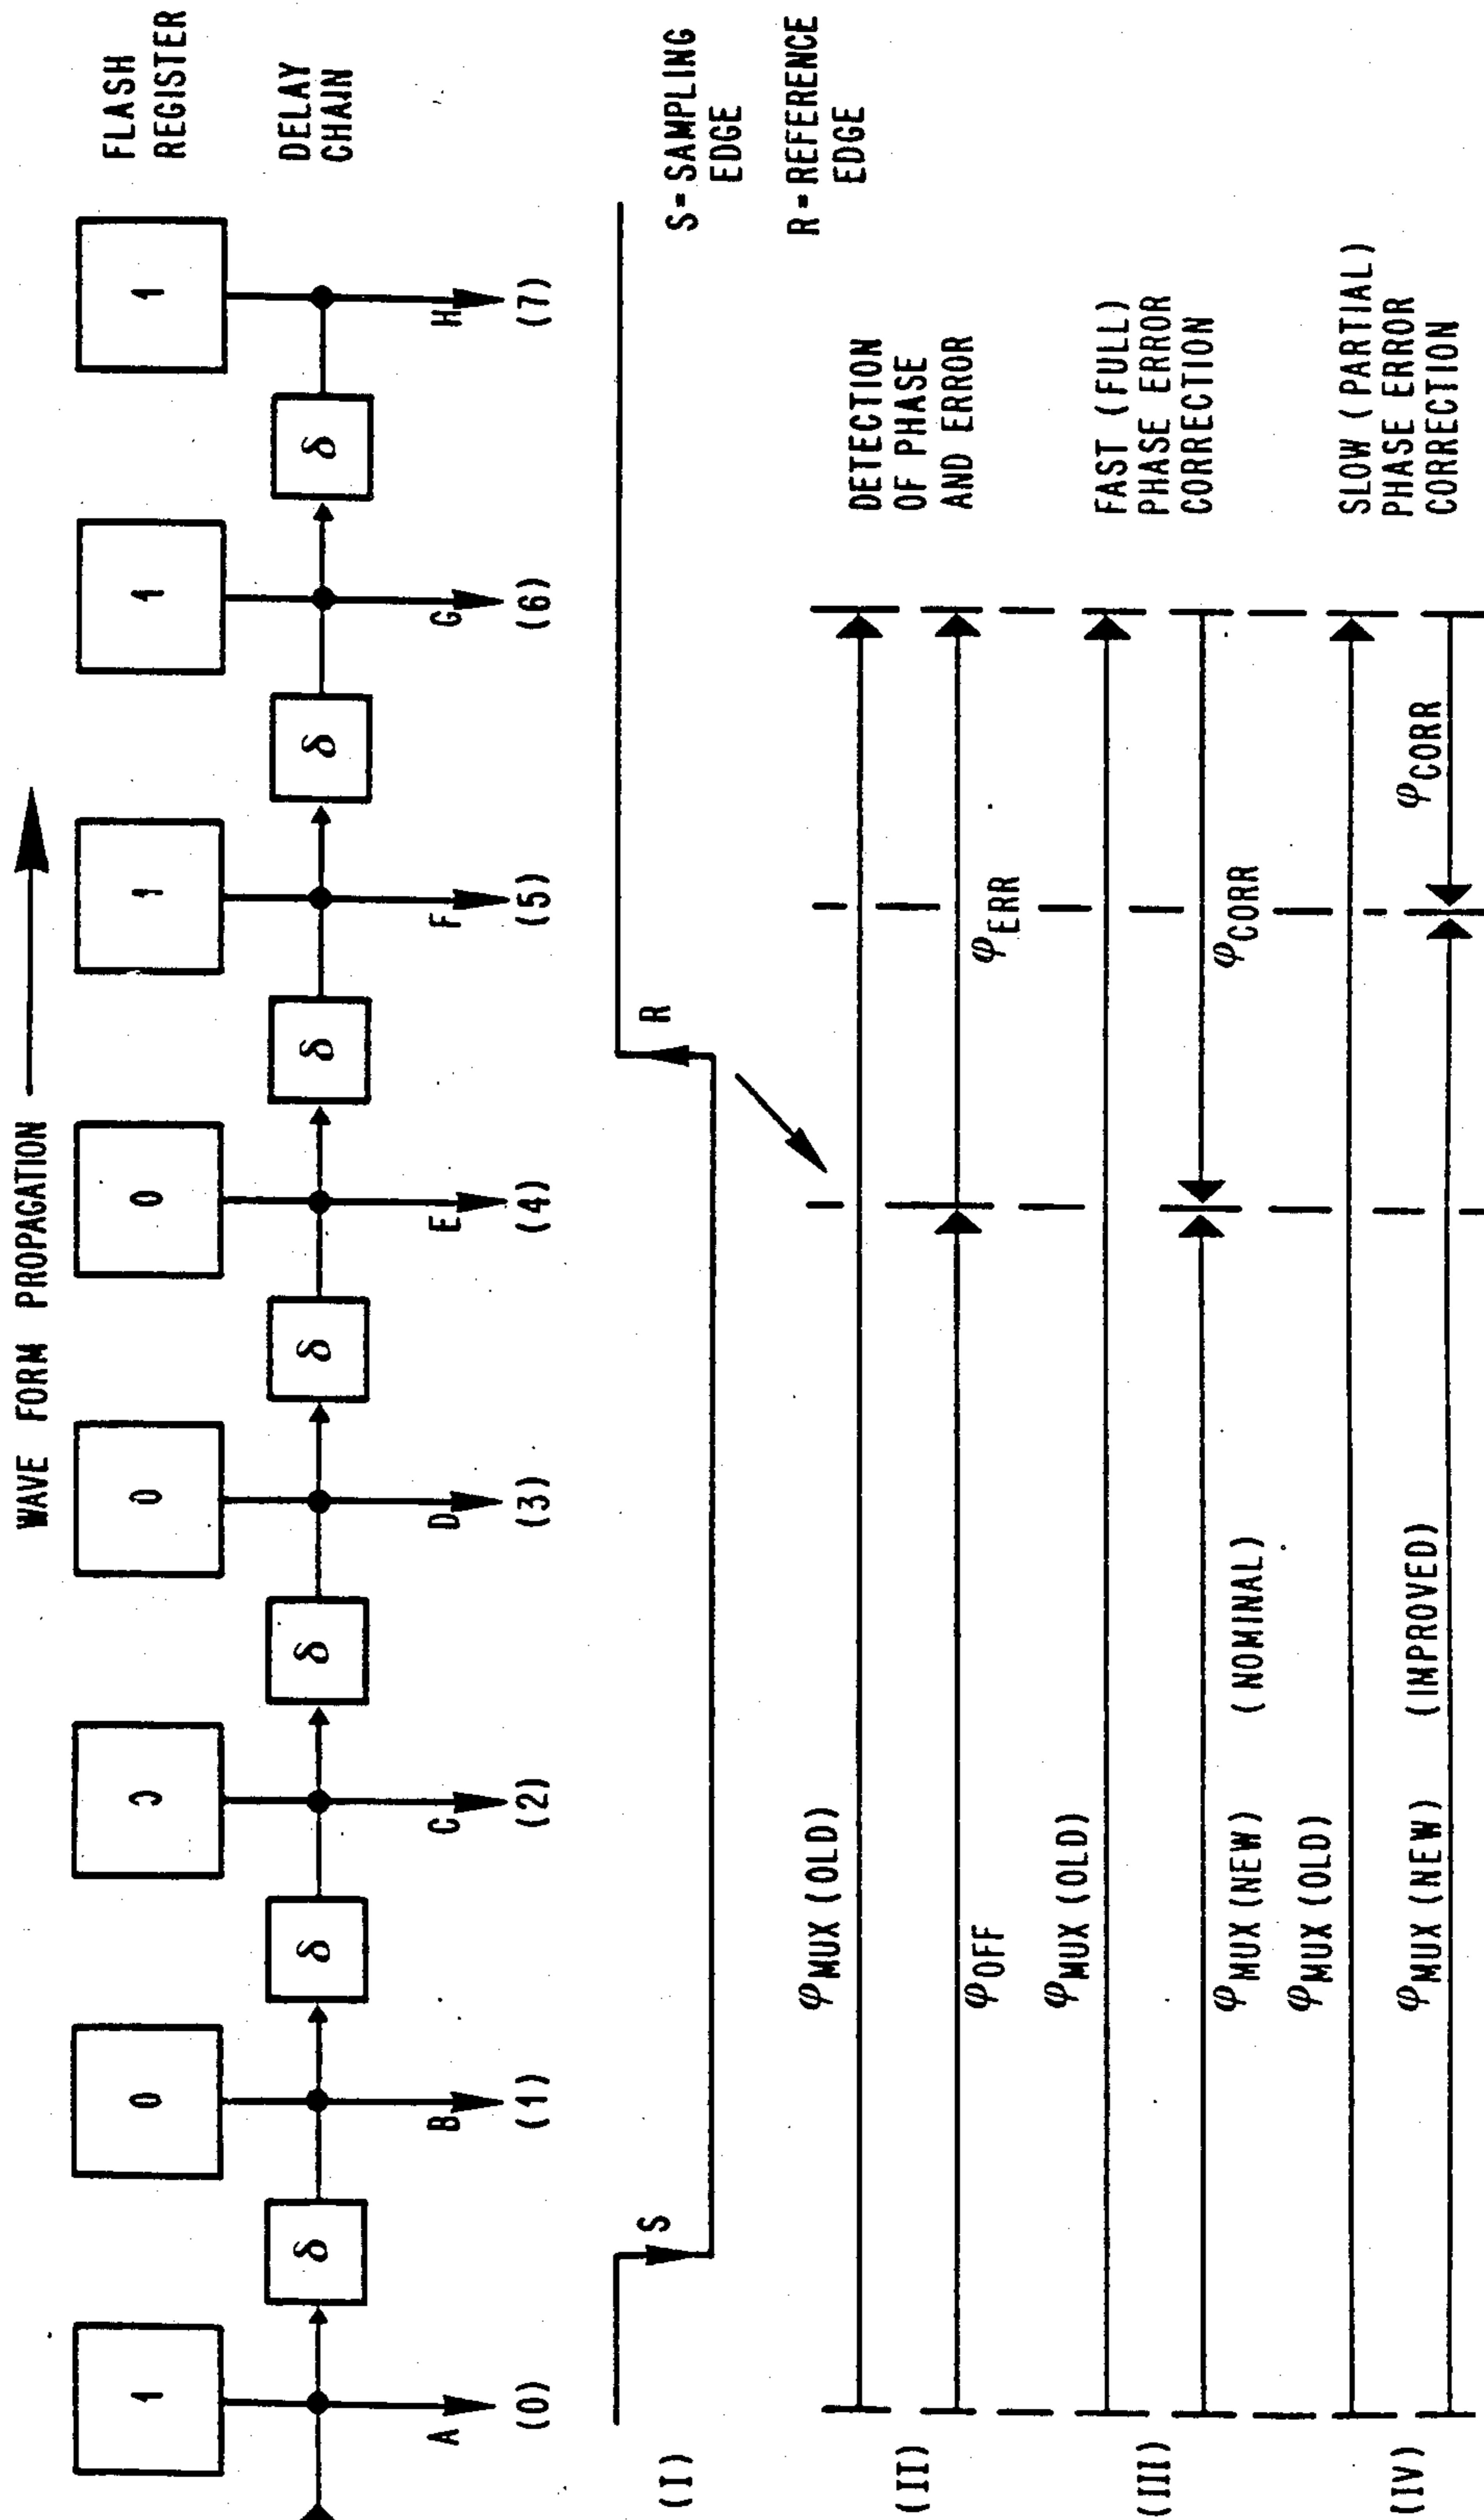 WAVE FORM PROPAGATION
1 0 Ɔ 0 0 1 1 1
FLASH
REGISTER
δ δ δ δ δ δ δ
DELAY
CHAIN
A B C D E F G H
(0) (1) (2) (3) (4) (5) (6) (7)
(I)
S
R
S=SAMPLING
EDGE
R=REFERENCE
EDGE
(II)
φMUX (OLD)
φOFF
φERR
DETECTION
OF PHASE
AND ERROR
(III)
φMUX (OLD)
φMUX (NEW) (NOMINAL)
φCORR
FAST (FULL)
PHASE ERROR
CORRECTION
(IV)
φMUX (OLD)
φMUX (NEW) (IMPROVED)
φCORR
SLOW (PARTIAL)
PHASE ERROR
CORRECTION